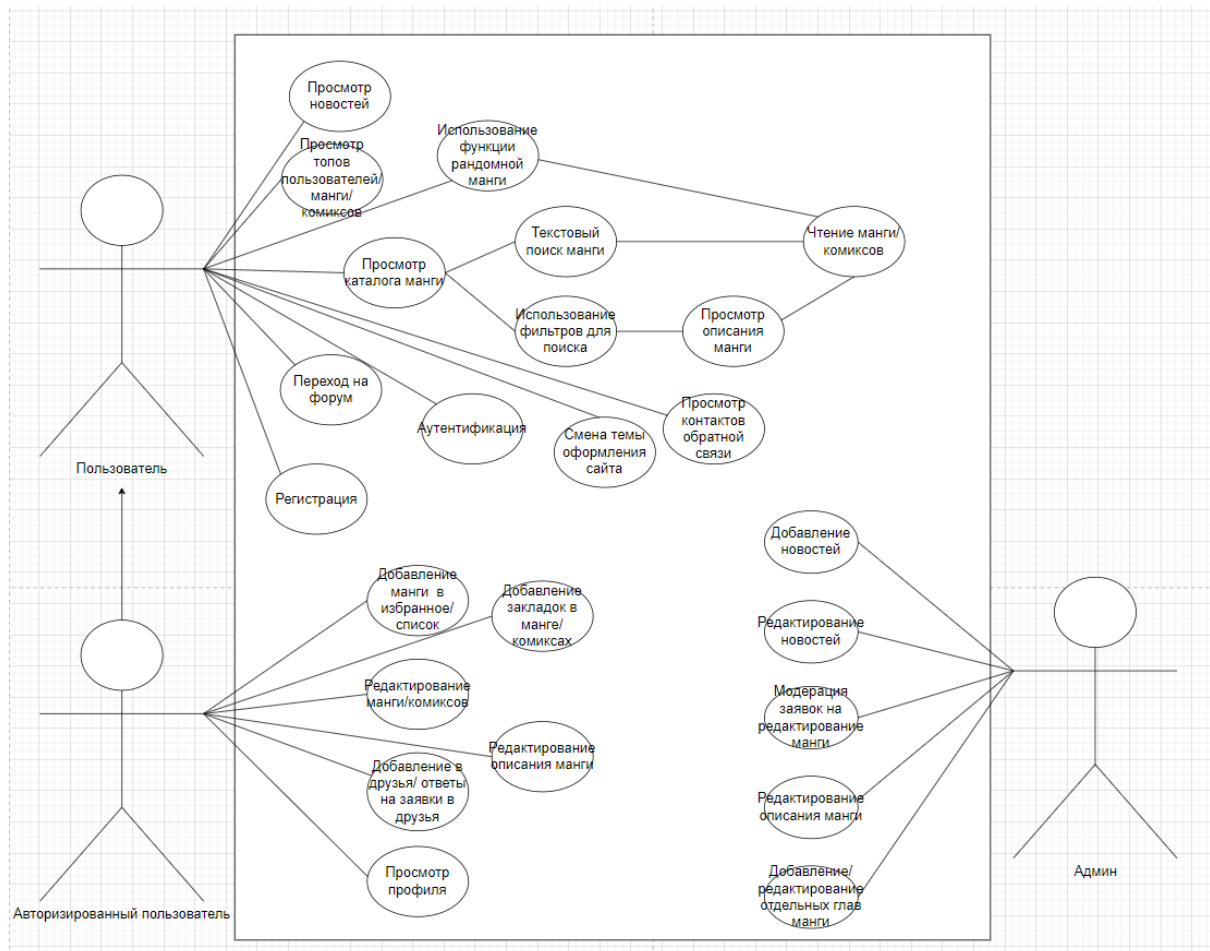 Просмотр
новостей
Просмотр
топов
пользователей/
манги/
комиксов
Использование
функции
рандомной
манги
Текстовый
поиск манги
Чтение манги/
комиксов
Просмотр
каталога манги
Использование
фильтров для
поиска
Просмотр
описания
манги
Переход на
форум
Аутентификация
Смена темы
оформления
сайта
Просмотр
контактов
обратной
связи
Пользователь
Регистрация
Добавление
новостей
Добавление
манги в
избранное/
список
Добавление
закладок в
манге/
комиксах
Редактирование
новостей
Редактирование
манги/комиксов
Модерация
заявок на
редактирование
манги
Редактирование
описания манги
Добавление в
друзья/ ответы
на заявки в
друзья
Редактирование
описания манги
Просмотр
профиля
Добавление/
редактирование
отдельных глав
манги
Админ
Авторизированный пользователь